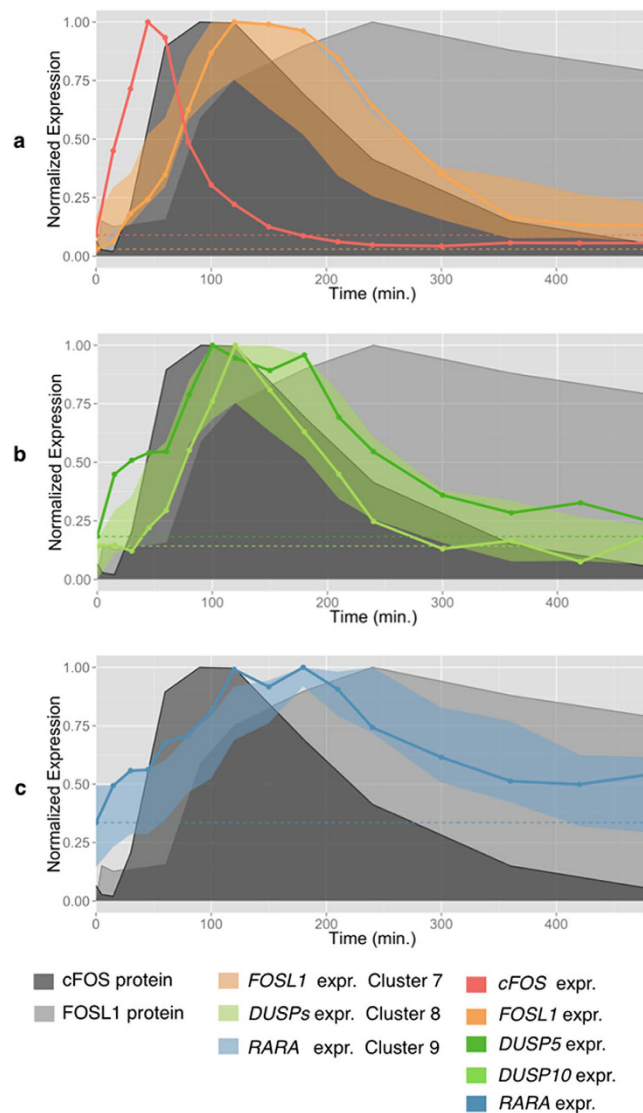 a
Normalized Expression
1.00
0.75
0.50
0.25
0.00
0
100
200
300
400
Time (min.)
b
Normalized Expression
1.00
0.75
0.50
0.25
0.00
0
100
200
300
400
Time (min.)
c
Normalized Expression
1.00
0.75
0.50
0.25
0.00
0
100
200
300
400
Time (min.)
cFOS protein
FOSL1 protein
FOSL1 expr. Cluster 7
DUSPs expr. Cluster 8
RARA expr. Cluster 9
cFOS expr.
FOSL1 expr.
DUSP5 expr.
DUSP10 expr.
RARA expr.